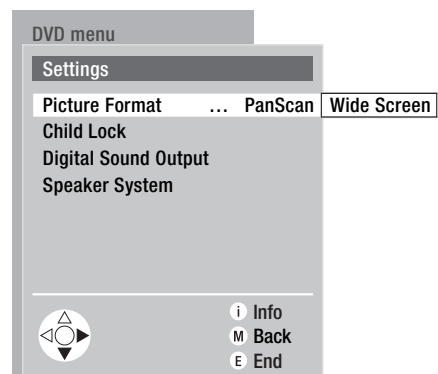 DVD menu
Settings
Picture Format ... PanScan Wide Screen
Child Lock
Digital Sound Output
Speaker System
i Info
M Back
E End